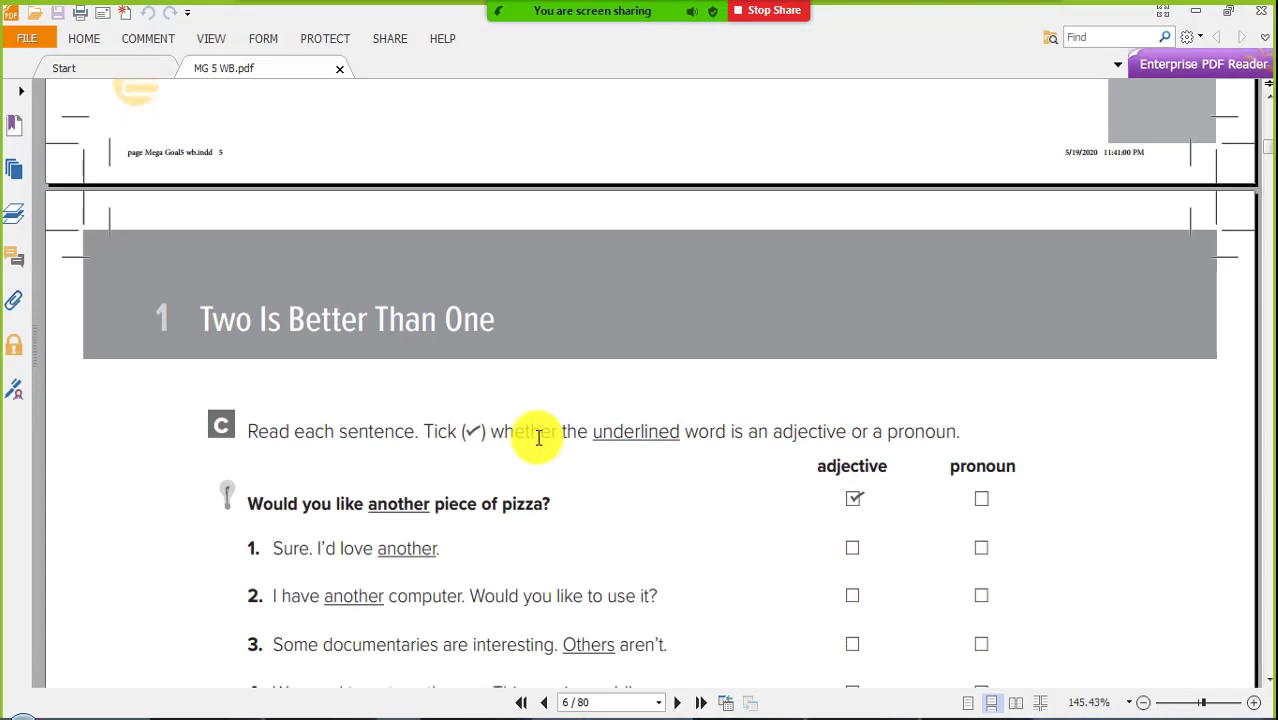 You are screen sharing
Stop Share
FILE
HOME
COMMENT
VIEW
FORM
PROTECT
SHARE
HELP
Find
Start
MG 5 WB.pdf
Enterprise PDF Reader
page Mega Goal5 wb.indd 5
5/19/2020 11:41:00 PM
1 Two Is Better Than One
C Read each sentence. Tick (✓) whether the underlined word is an adjective or a pronoun.
adjective pronoun
Would you like another piece of pizza?
1. Sure. I'd love another.
2. I have another computer. Would you like to use it?
3. Some documentaries are interesting. Others aren't.
6 / 80
145.43%